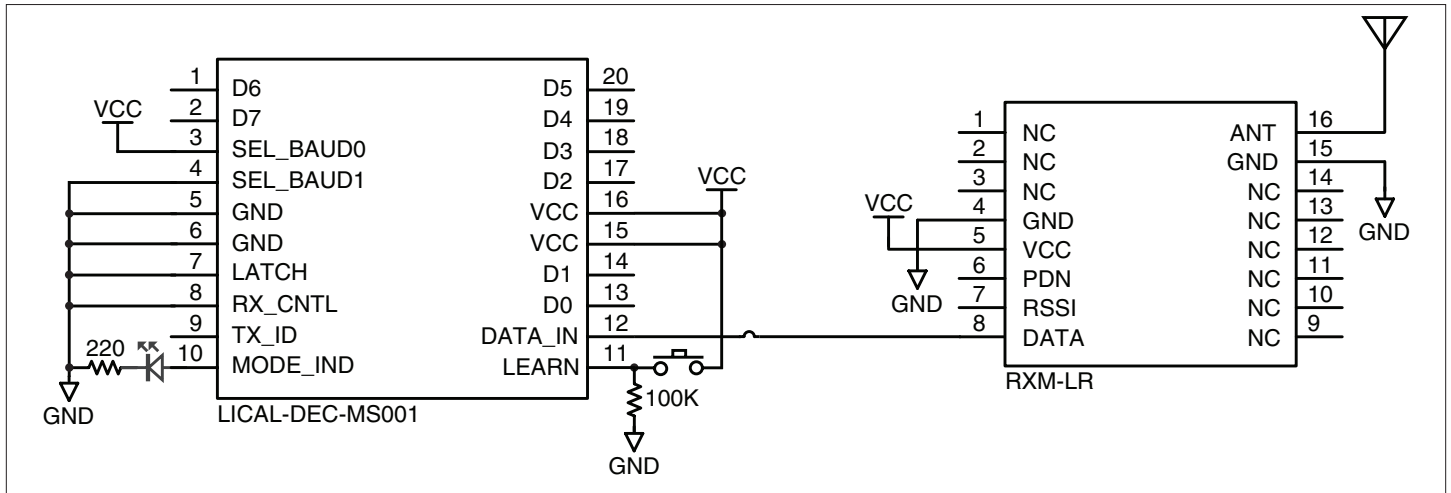 VCC
1 D6 D5 20
2 D7 D4 19
3 SEL_BAUD0 D3 18
4 SEL_BAUD1 D2 17
5 GND VCC 16
6 GND VCC 15
7 LATCH D1 14
8 RX_CNTL D0 13
9 TX_ID DATA_IN 12
10 MODE_IND LEARN 11
220
GND
LICAL-DEC-MS001
VCC
100K
GND
VCC
GND
1 NC ANT 16
2 NC GND 15
3 NC NC 14
4 GND NC 13
5 VCC NC 12
6 PDN NC 11
7 RSSI NC 10
8 DATA NC 9
RXM-LR
GND